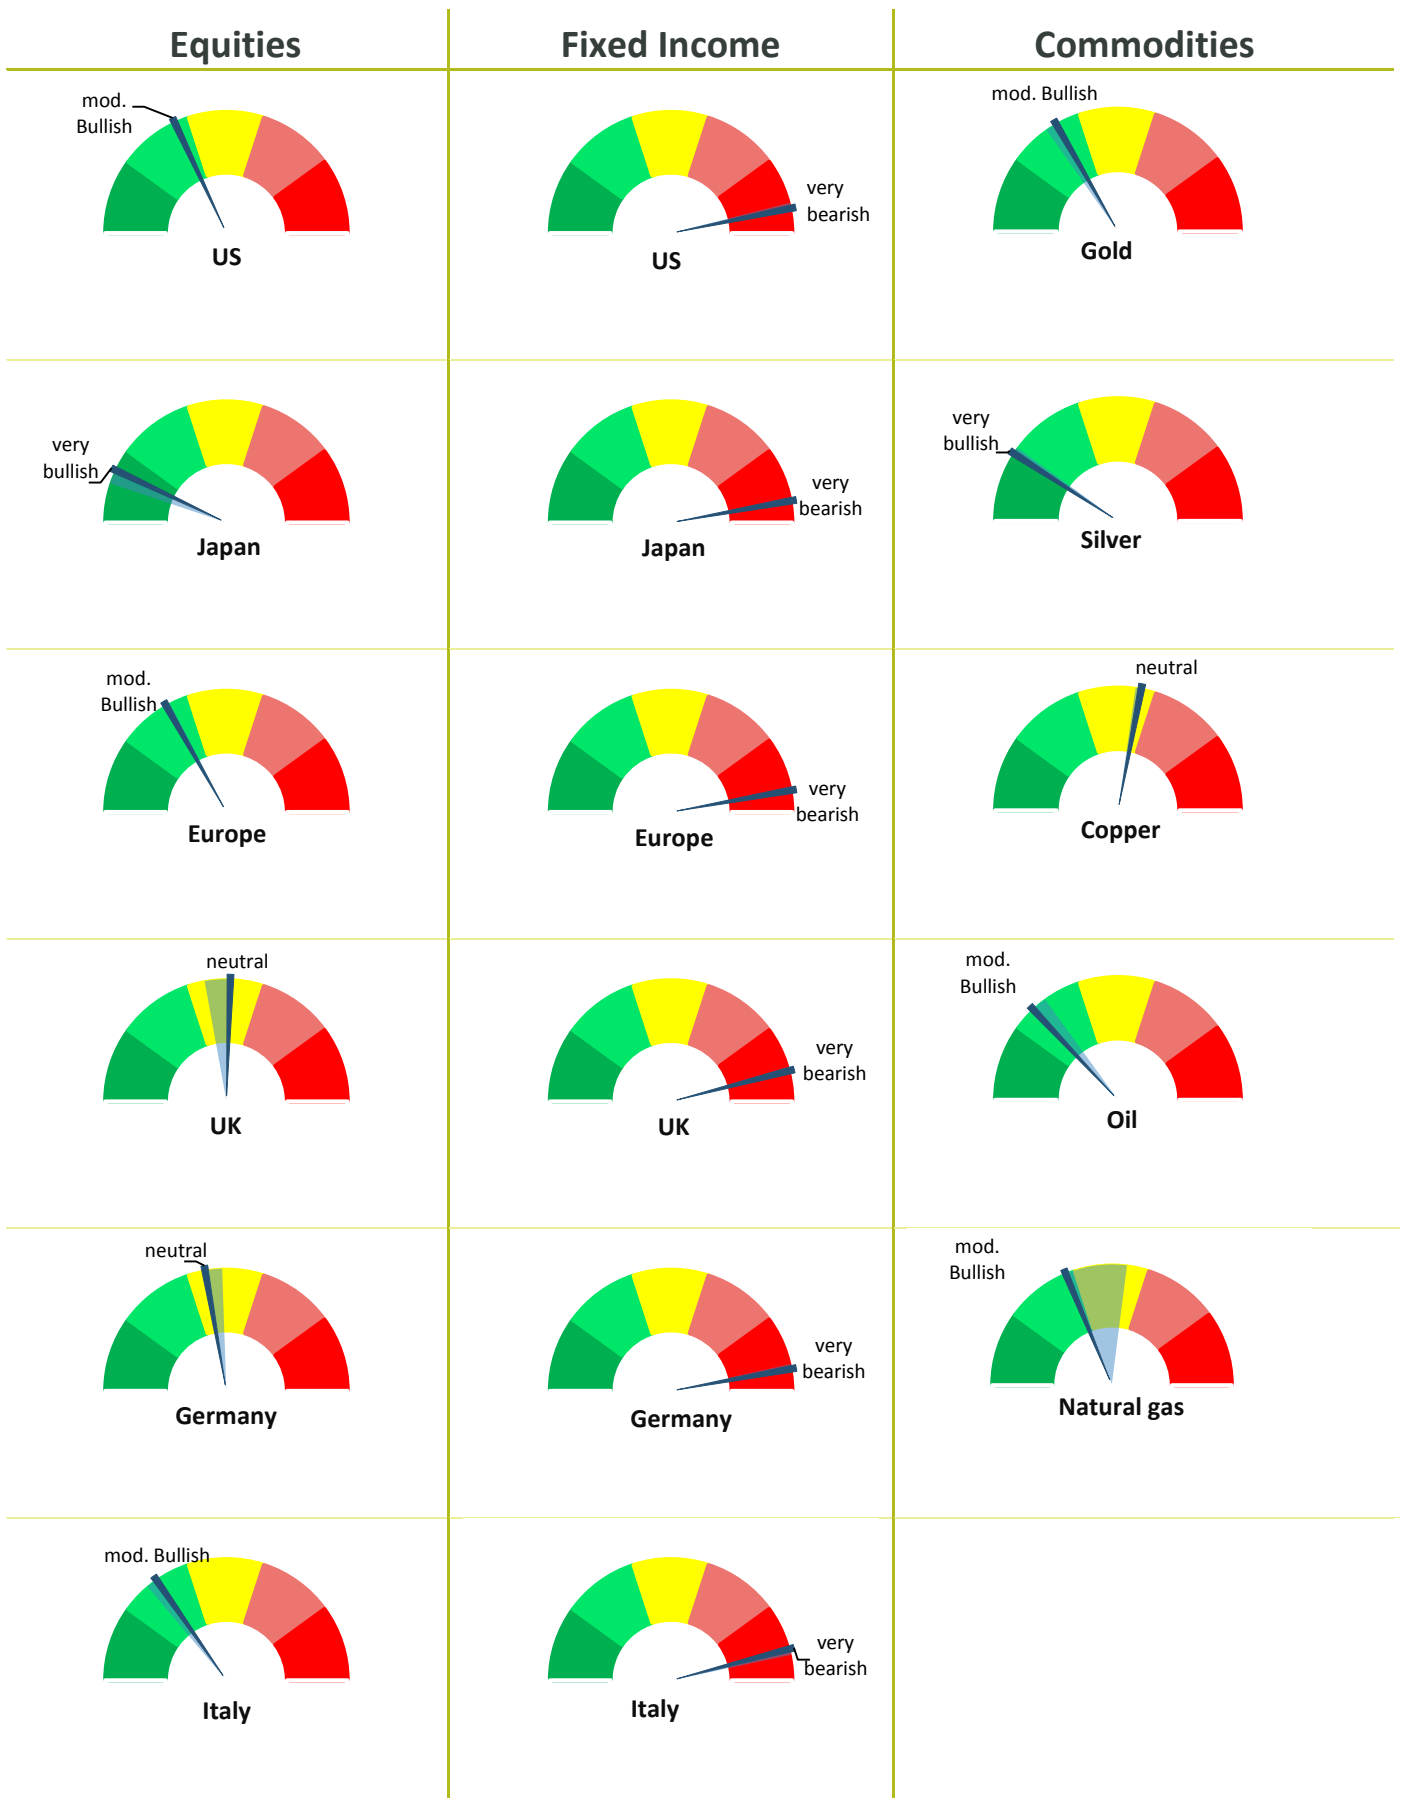 Equities
Fixed Income
Commodities
mod.
Bullish
US
very
bearish
US
mod. Bullish
Gold
very
bullish
Japan
very
bearish
Japan
very
bullish
Silver
mod.
Bullish
Europe
very
bearish
Europe
neutral
Copper
neutral
UK
very
bearish
UK
mod.
Bullish
Oil
neutral
Germany
very
bearish
Germany
mod.
Bullish
Natural gas
mod. Bullish
Italy
very
bearish
Italy